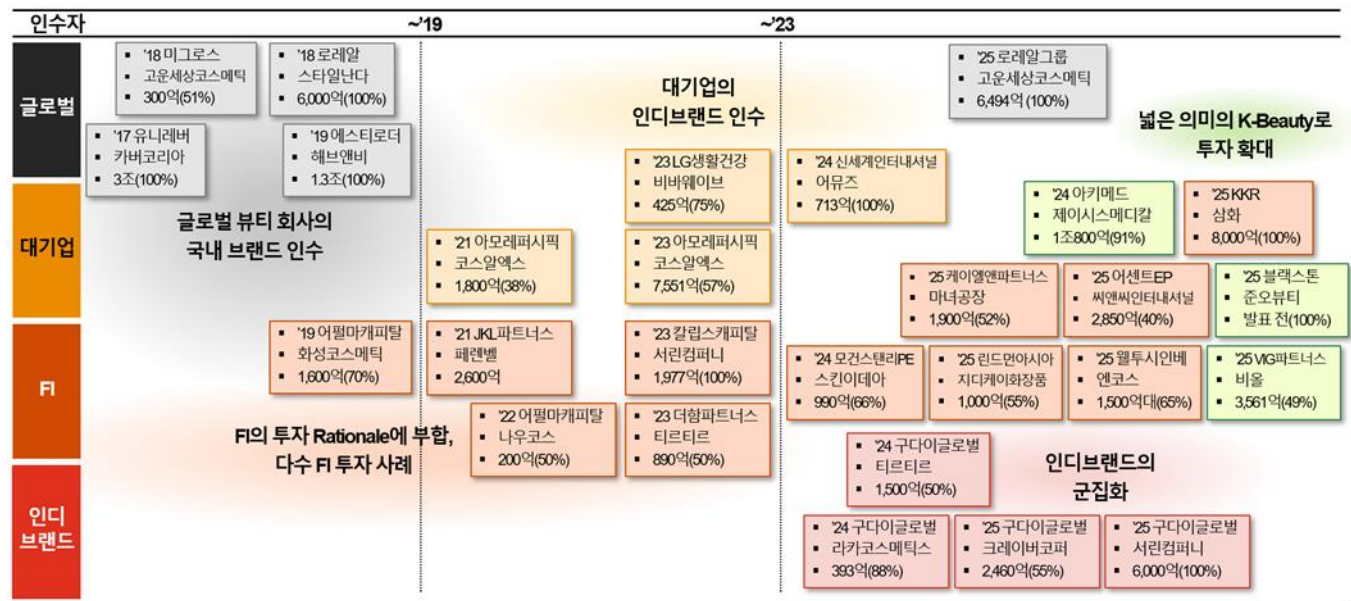 인수자
~'19
~'23
글로벌
▪ '18 미그로스
▪ 고운세상코스메틱
▪ 300억(51%)
▪ '18 로레알
▪ 스타일난다
▪ 6,000억(100%)
▪ '17 유니레버
▪ 카버코리아
▪ 3조(100%)
▪ '19 에스티로더
▪ 해브앤비
▪ 1.3조(100%)
글로벌 뷰티 회사의
국내 브랜드 인수
대기업의
인디브랜드 인수
▪ '23 LG생활건강
▪ 비바웨이브
▪ 425억(75%)
▪ '24 신세계인터내셔널
▪ 어뮤즈
▪ 713억(100%)
▪ '25 로레알그룹
▪ 고운세상코스메틱
▪ 6,494억(100%)
넓은 의미의 K-Beauty로
투자 확대
대기업
▪ '21 아모레퍼시픽
▪ 코스알엑스
▪ 1,800억(38%)
▪ '23 아모레퍼시픽
▪ 코스알엑스
▪ 7,551억(57%)
▪ '24 아키메드
▪ 제이시스메디칼
▪ 1조800억(91%)
▪ '25 KKR
▪ 삼화
▪ 8,000억(100%)
▪ '25 케이엘앤파트너스
▪ 마녀공장
▪ 1,900억(52%)
▪ '25 어센트EP
▪ 씨앤씨인터내셔널
▪ 2,850억(40%)
▪ '25 블랙스톤
▪ 준오뷰티
▪ 발표 전(100%)
FI
▪ '19 어펄마캐피탈
▪ 화성코스메틱
▪ 1,600억(70%)
▪ '21 JKL파트너스
▪ 페렌벨
▪ 2,600억
▪ '23 칼립스캐피탈
▪ 서린컴퍼니
▪ 1,977억(100%)
▪ '24 모건스탠리PE
▪ 스킨이데아
▪ 990억(66%)
▪ '25 린드먼아시아
▪ 지디케이화장품
▪ 1,000억(55%)
▪ '25 웰투시인베
▪ 엔코스
▪ 1,500억대(65%)
▪ '25 VIG파트너스
▪ 비올
▪ 3,561억(49%)
FI의 투자 Rationale에 부합,
다수 FI 투자 사례
▪ '22 어펄마캐피탈
▪ 나우코스
▪ 200억(50%)
▪ '23 더함파트너스
▪ 티르티르
▪ 890억(50%)
▪ '24 구다이글로벌
▪ 티르티르
▪ 1,500억(50%)
인디브랜드의
군집화
인디
브랜드
▪ '24 구다이글로벌
▪ 라카코스메틱스
▪ 393억(88%)
▪ '25 구다이글로벌
▪ 크레이버코퍼
▪ 2,460억(55%)
▪ '25 구다이글로벌
▪ 서린컴퍼니
▪ 6,000억(100%)